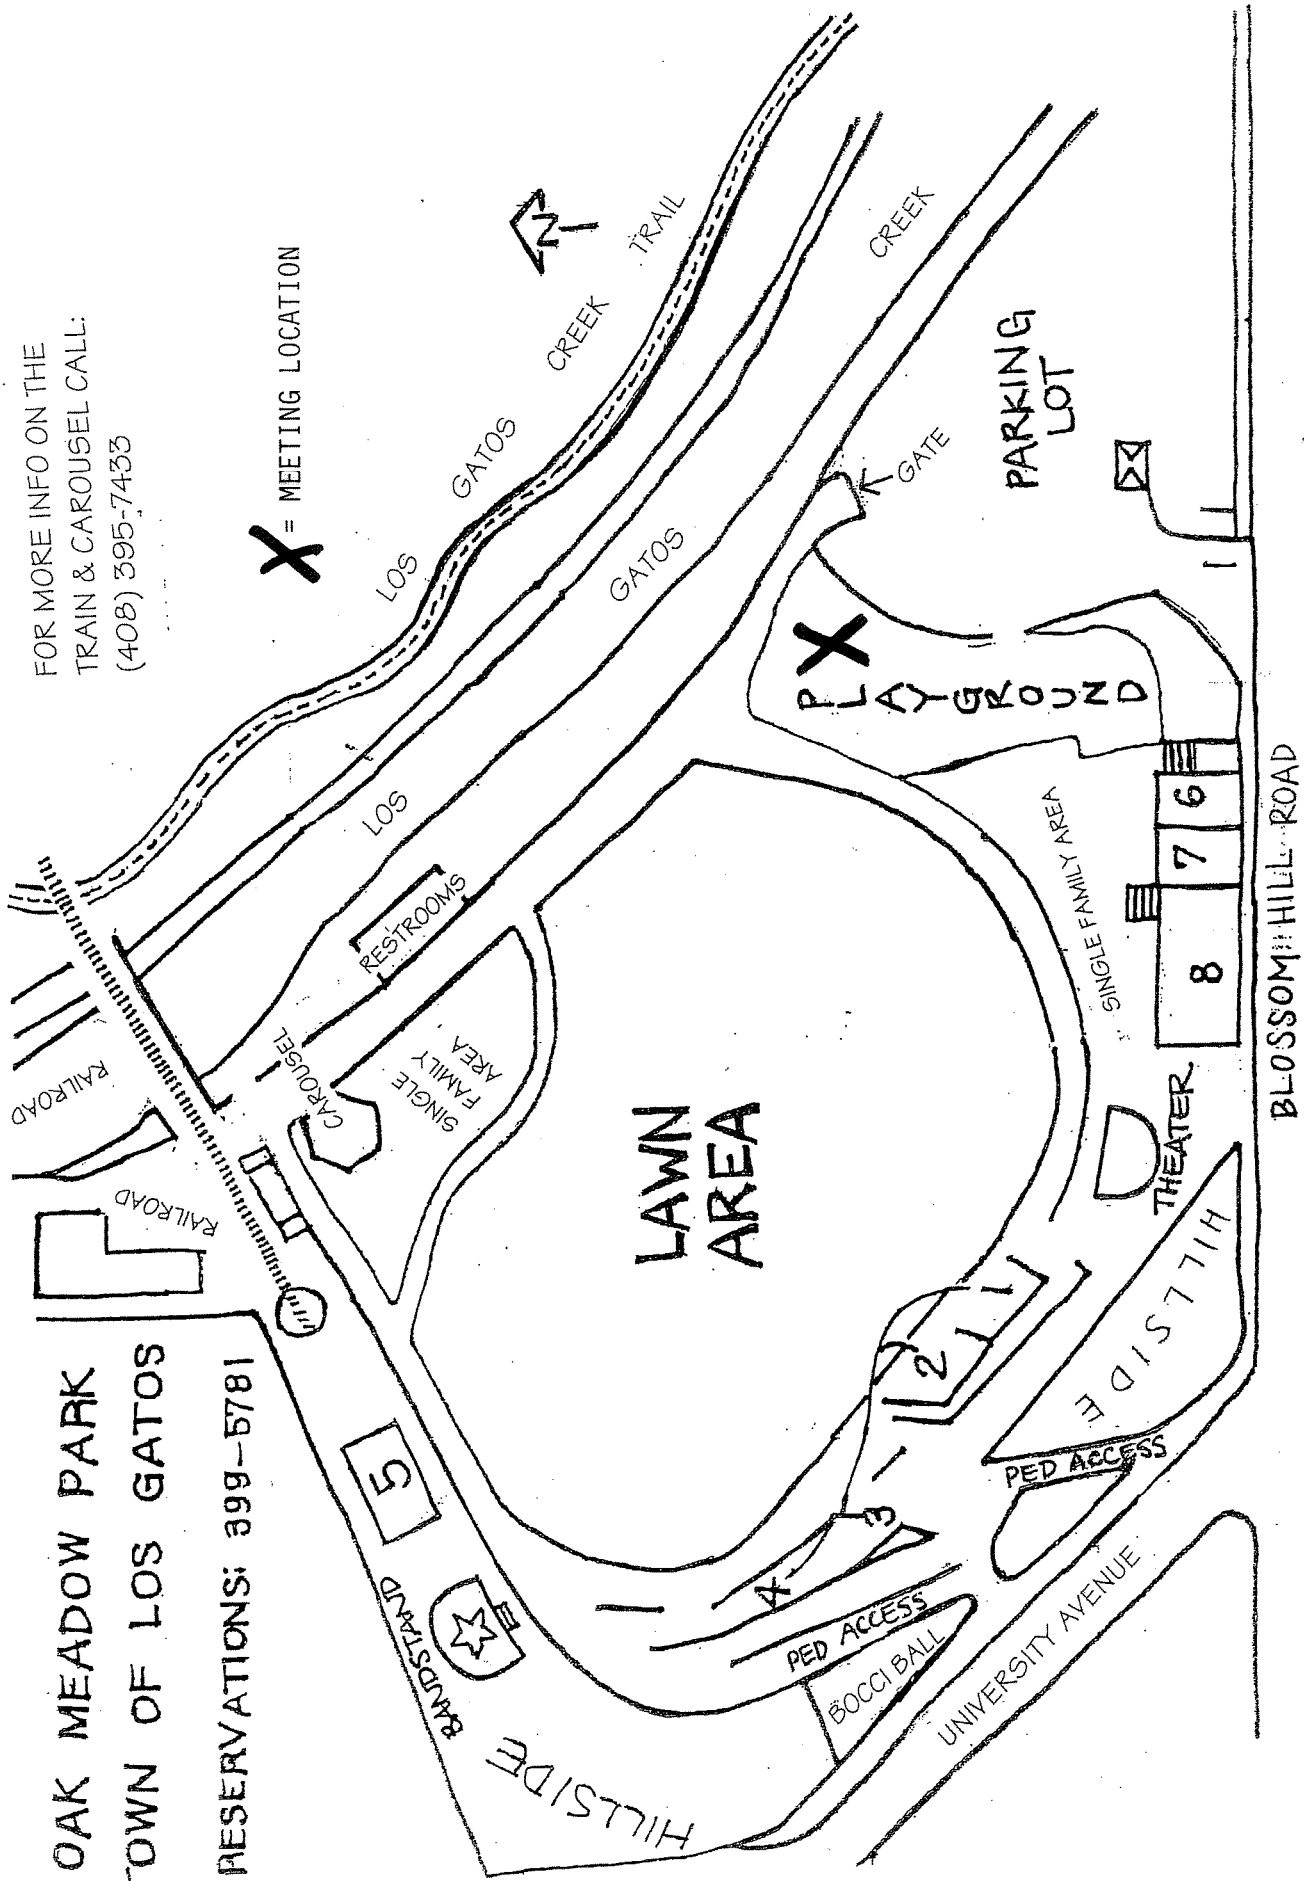 OAK MEADOW PARK
TOWN OF LOS GATOS
RESERVATIONS: 399-5781
FOR MORE INFO ON THE
TRAIN & CAROUSEL CALL:
(408) 395-7433
X = MEETING LOCATION
N
LOS GATOS CREEK TRAIL
LOS GATOS CREEK
RAILROAD
RAILROAD
RESTROOMS
CAROUSEL
SINGLE
FAMILY
AREA
5
BANDSTAND
HILLSIDE
LAWN
AREA
X
PLAYGROUND
GATE
PARKING
LOT
SINGLE FAMILY AREA
6
7
8
THEATER
HILLSIDE
1
2
3
4
PED ACCESS
PED ACCESS
BOCCI BALL
UNIVERSITY AVENUE
BLOSSOM HILL ROAD